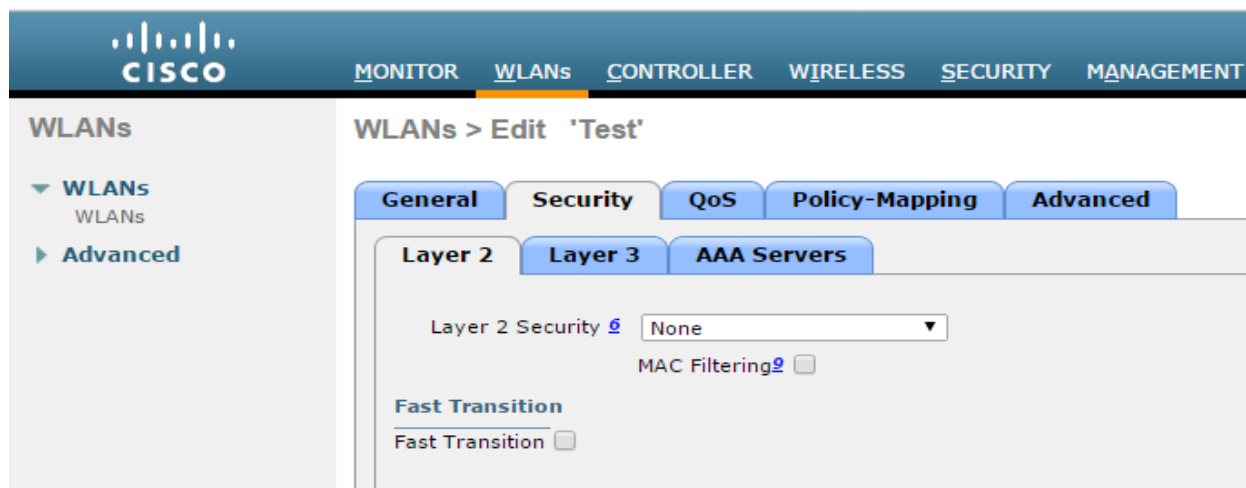 CISCO
MONITOR WLANs CONTROLLER WIRELESS SECURITY MANAGEMENT
WLANs
WLANs
WLANs
Advanced
WLANs > Edit 'Test'
General Security QoS Policy-Mapping Advanced
Layer 2 Layer 3 AAA Servers
Layer 2 Security 6 None
MAC Filtering9
Fast Transition
Fast Transition